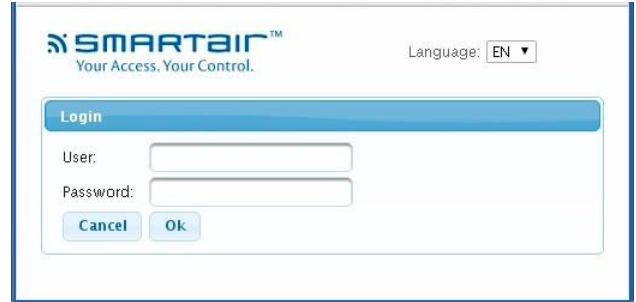 SMARTair™
Your Access. Your Control.
Language: EN
Login
User:
Password:
Cancel Ok